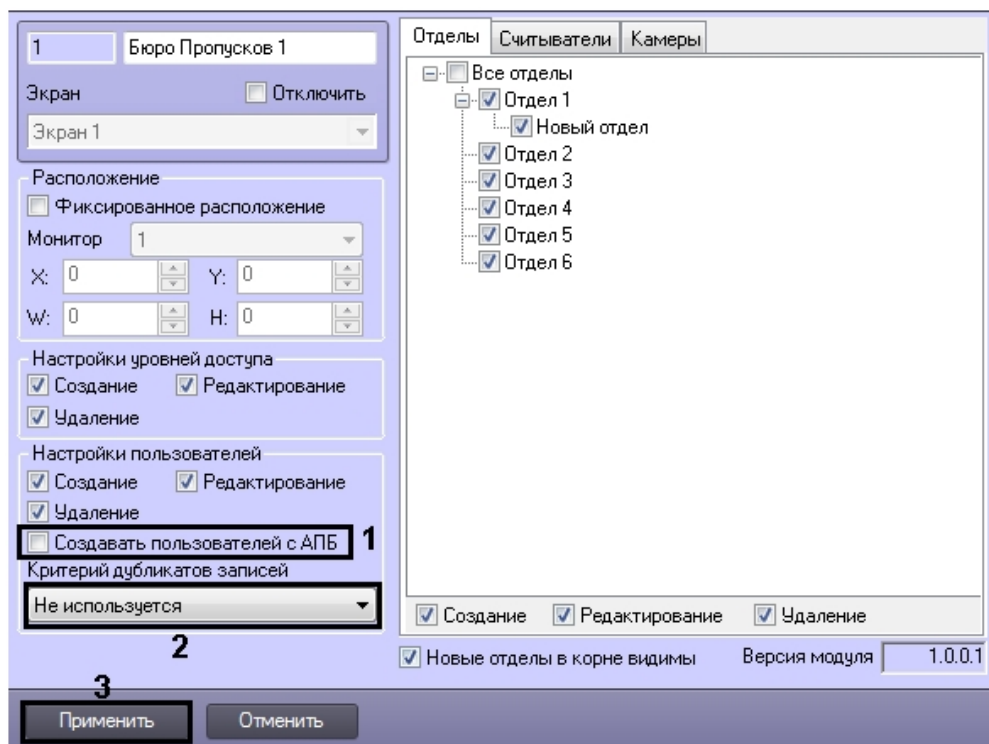 1 Бюро Пропусков 1
Экран Отключить
Экран 1
Расположение
Фиксированное расположение
Монитор 1
X: 0 Y: 0
W: 0 H: 0
Настройки уровней доступа
Создание Редактирование
Удаление
Настройки пользователей
Создание Редактирование
Удаление
Создавать пользователей с АПБ 1
Критерий дубликатов записей
Не используется
2
Отделы Считыватели Камеры
Все отделы
Отдел 1
Новый отдел
Отдел 2
Отдел 3
Отдел 4
Отдел 5
Отдел 6
Создание Редактирование Удаление
Новые отделы в корне видимы Версия модуля 1.0.0.1
3
Применить Отменить